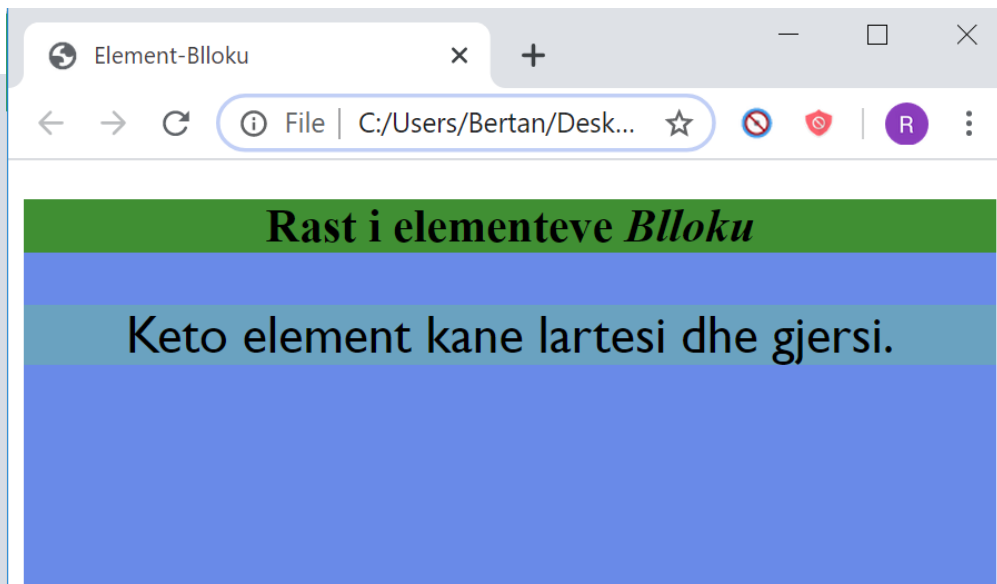 Element-Blloku
File | C:/Users/Bertan/Desk...
R
Rast i elementeve Blloku
Keto element kane lartesi dhe gjersi.